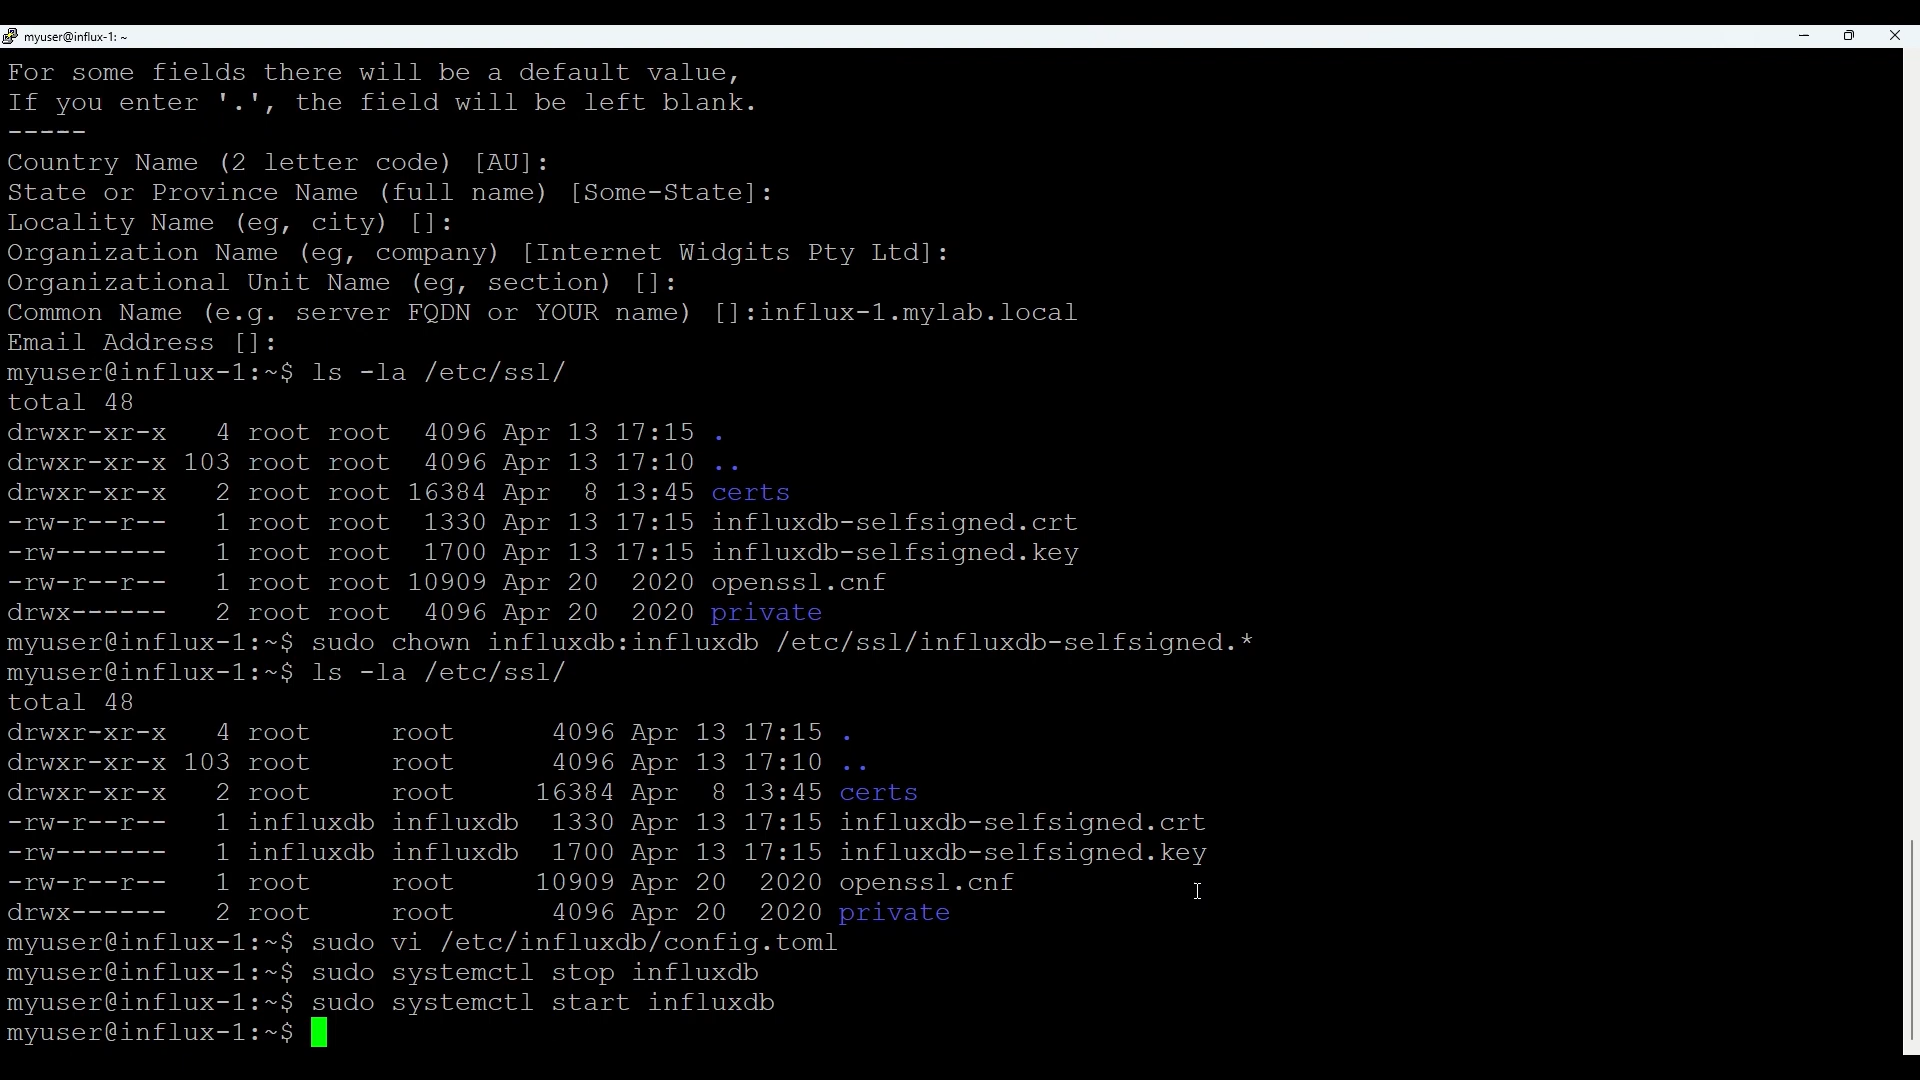 myuser@influx-1: ~
For some fields there will be a default value,
If you enter '.', the field will be left blank.
-----
Country Name (2 letter code) [AU]:
State or Province Name (full name) [Some-State]:
Locality Name (eg, city) []:
Organization Name (eg, company) [Internet Widgits Pty Ltd]:
Organizational Unit Name (eg, section) []:
Common Name (e.g. server FQDN or YOUR name) []:influx-1.mylab.local
Email Address []:
myuser@influx-1:~$ ls -la /etc/ssl/
total 48
drwxr-xr-x   4 root root  4096 Apr 13 17:15 .
drwxr-xr-x 103 root root  4096 Apr 13 17:10 ..
drwxr-xr-x   2 root root 16384 Apr  8 13:45 certs
-rw-r--r--   1 root root  1330 Apr 13 17:15 influxdb-selfsigned.crt
-rw-------   1 root root  1700 Apr 13 17:15 influxdb-selfsigned.key
-rw-r--r--   1 root root 10909 Apr 20  2020 openssl.cnf
drwx------   2 root root  4096 Apr 20  2020 private
myuser@influx-1:~$ sudo chown influxdb:influxdb /etc/ssl/influxdb-selfsigned.*
myuser@influx-1:~$ ls -la /etc/ssl/
total 48
drwxr-xr-x   4 root     root      4096 Apr 13 17:15 .
drwxr-xr-x 103 root     root      4096 Apr 13 17:10 ..
drwxr-xr-x   2 root     root     16384 Apr  8 13:45 certs
-rw-r--r--   1 influxdb influxdb  1330 Apr 13 17:15 influxdb-selfsigned.crt
-rw-------   1 influxdb influxdb  1700 Apr 13 17:15 influxdb-selfsigned.key
-rw-r--r--   1 root     root     10909 Apr 20  2020 openssl.cnf
drwx------   2 root     root      4096 Apr 20  2020 private
myuser@influx-1:~$ sudo vi /etc/influxdb/config.toml
myuser@influx-1:~$ sudo systemctl stop influxdb
myuser@influx-1:~$ sudo systemctl start influxdb
myuser@influx-1:~$